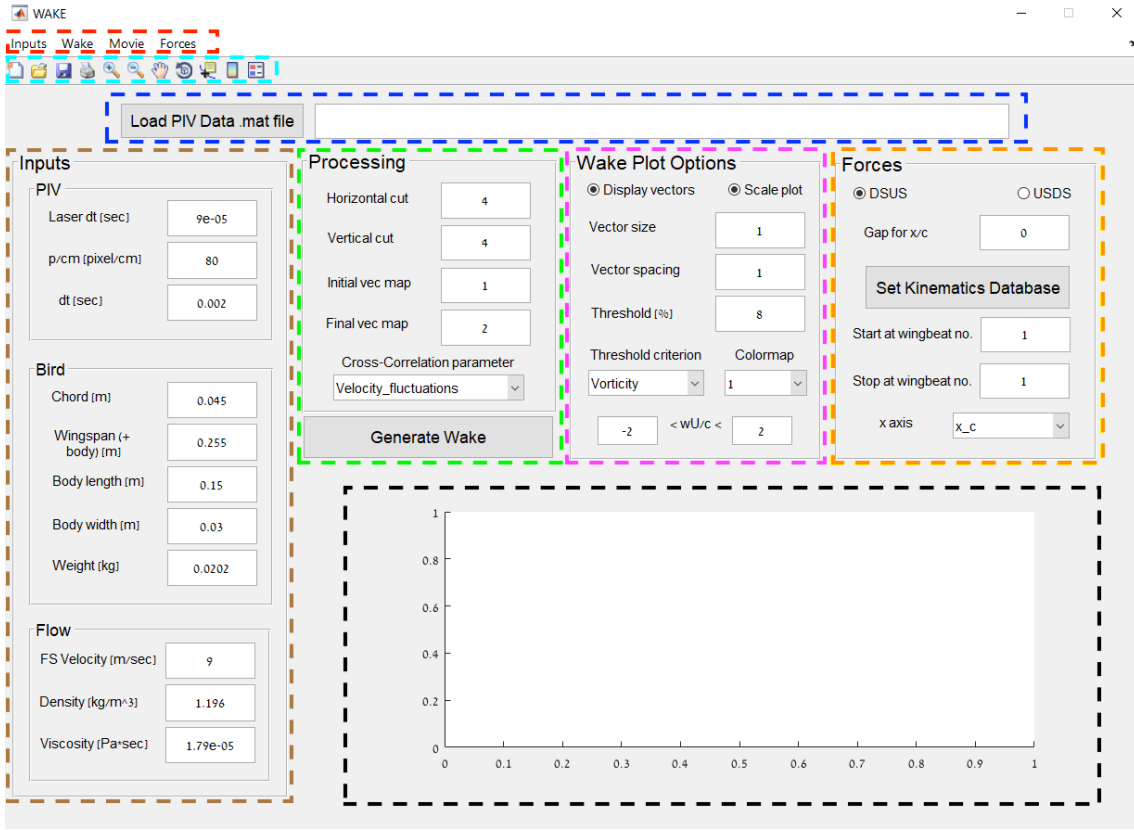 WAKE
Inputs Wake Movie Forces
Load PIV Data .mat file
Inputs
PIV
Laser dt [sec] 9e-05
p/cm [pixel/cm] 80
dt [sec] 0.002
Bird
Chord [m] 0.045
Wingspan (+
body) [m] 0.255
Body length [m] 0.15
Body width [m] 0.03
Weight [kg] 0.0202
Flow
FS Velocity [m/sec] 9
Density [kg/m^3] 1.196
Viscosity [Pa*sec] 1.79e-05
Processing
Horizontal cut 4
Vertical cut 4
Initial vec map 1
Final vec map 2
Cross-Correlation parameter
Velocity_fluctuations
Generate Wake
Wake Plot Options
Display vectors Scale plot
Vector size 1
Vector spacing 1
Threshold [%] 8
Threshold criterion Colormap
Vorticity 1
-2 < wU/c < 2
Forces
DSUS USDS
Gap for x/c 0
Set Kinematics Database
Start at wingbeat no. 1
Stop at wingbeat no. 1
x axis x_c
1
0.8
0.6
0.4
0.2
0
0 0.1 0.2 0.3 0.4 0.5 0.6 0.7 0.8 0.9 1